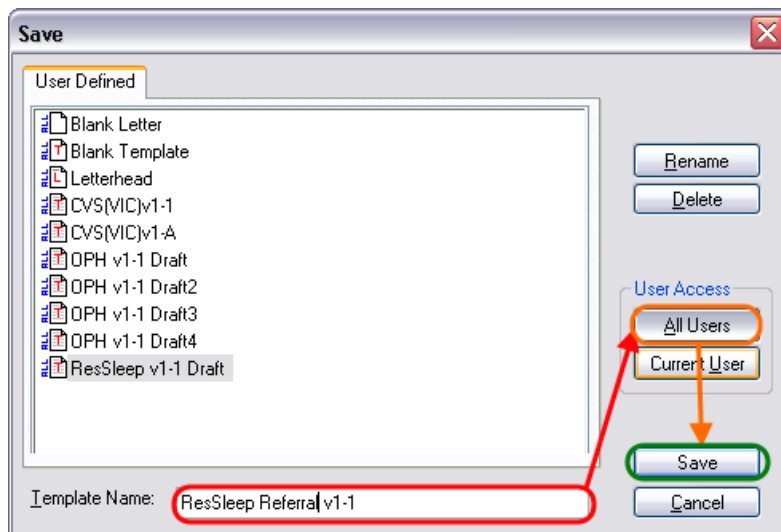 Save
User Defined
Blank Letter
Blank Template
Letterhead
CVS(VIC)v1-1
CVS(VIC)v1-A
OPH v1-1 Draft
OPH v1-1 Draft2
OPH v1-1 Draft3
OPH v1-1 Draft4
ResSleep v1-1 Draft
Rename
Delete
User Access
All Users
Current User
Save
Template Name: ResSleep Referral v1-1
Cancel